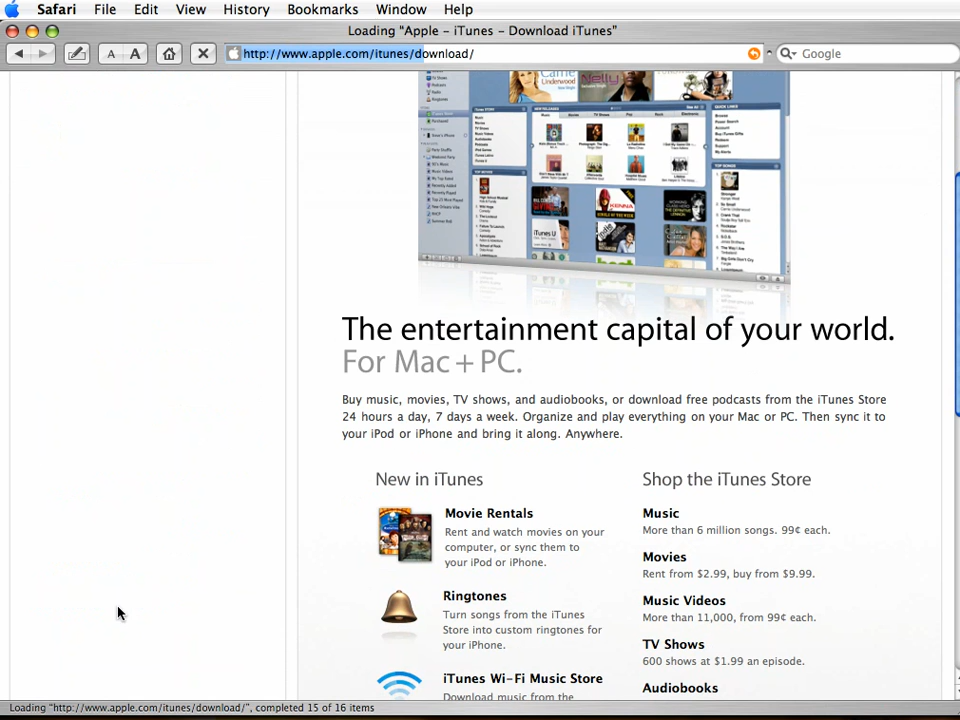 Safari File Edit View History Bookmarks Window Help
Loading “Apple – iTunes – Download iTunes”
A A http://www.apple.com/itunes/download/ Google
The entertainment capital of your world.
For Mac + PC.
Buy music, movies, TV shows, and audiobooks, or download free podcasts from the iTunes Store
24 hours a day, 7 days a week. Organize and play everything on your Mac or PC. Then sync it to
your iPod or iPhone and bring it along. Anywhere.
New in iTunes
Movie Rentals
Rent and watch movies on your
computer, or sync them to
your iPod or iPhone.
Ringtones
Turn songs from the iTunes
Store into custom ringtones for
your iPhone.
iTunes Wi-Fi Music Store
Download music from the
Shop the iTunes Store
Music
More than 6 million songs. 99¢ each.
Movies
Rent from $2.99, buy from $9.99.
Music Videos
More than 11,000, from 99¢ each.
TV Shows
600 shows at $1.99 an episode.
Audiobooks
Loading “http://www.apple.com/itunes/download/”, completed 15 of 16 items